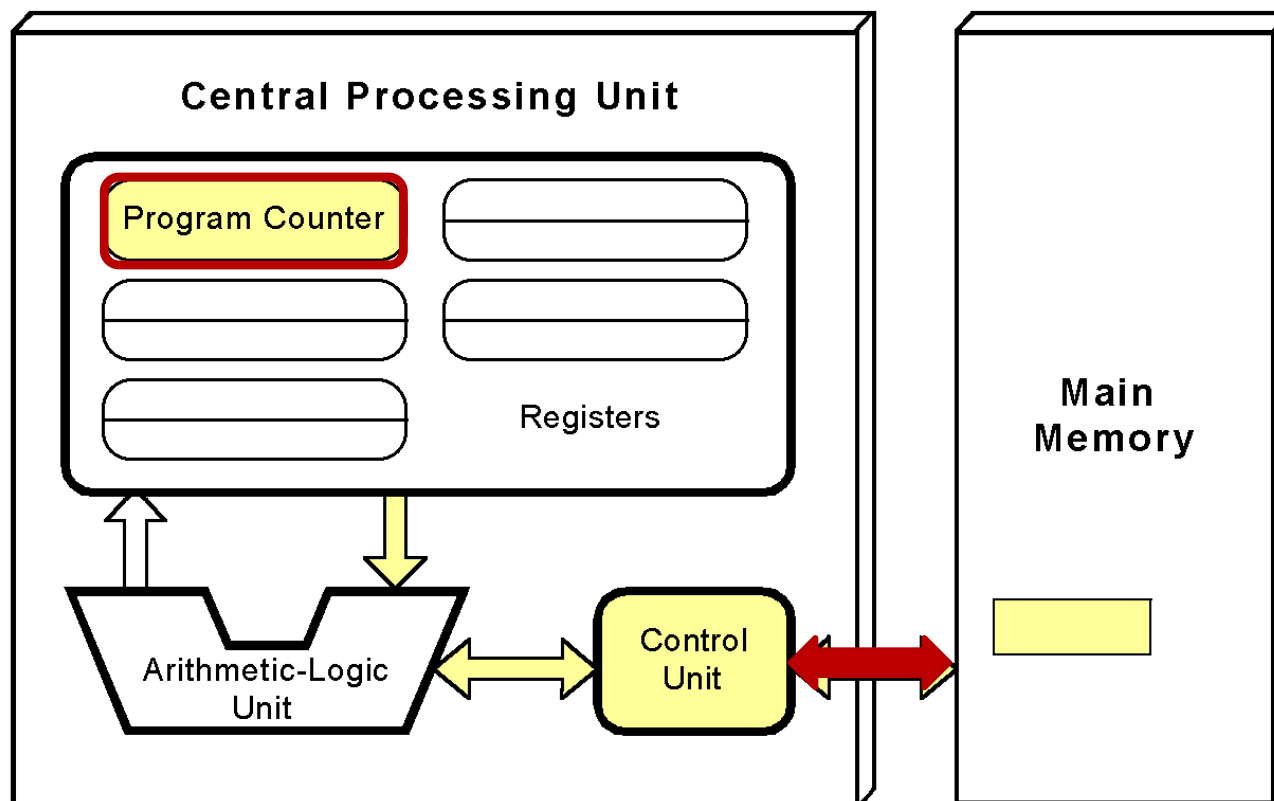 Central Processing Unit
Program Counter
Registers
Arithmetic-Logic
Unit
Control
Unit
Main
Memory